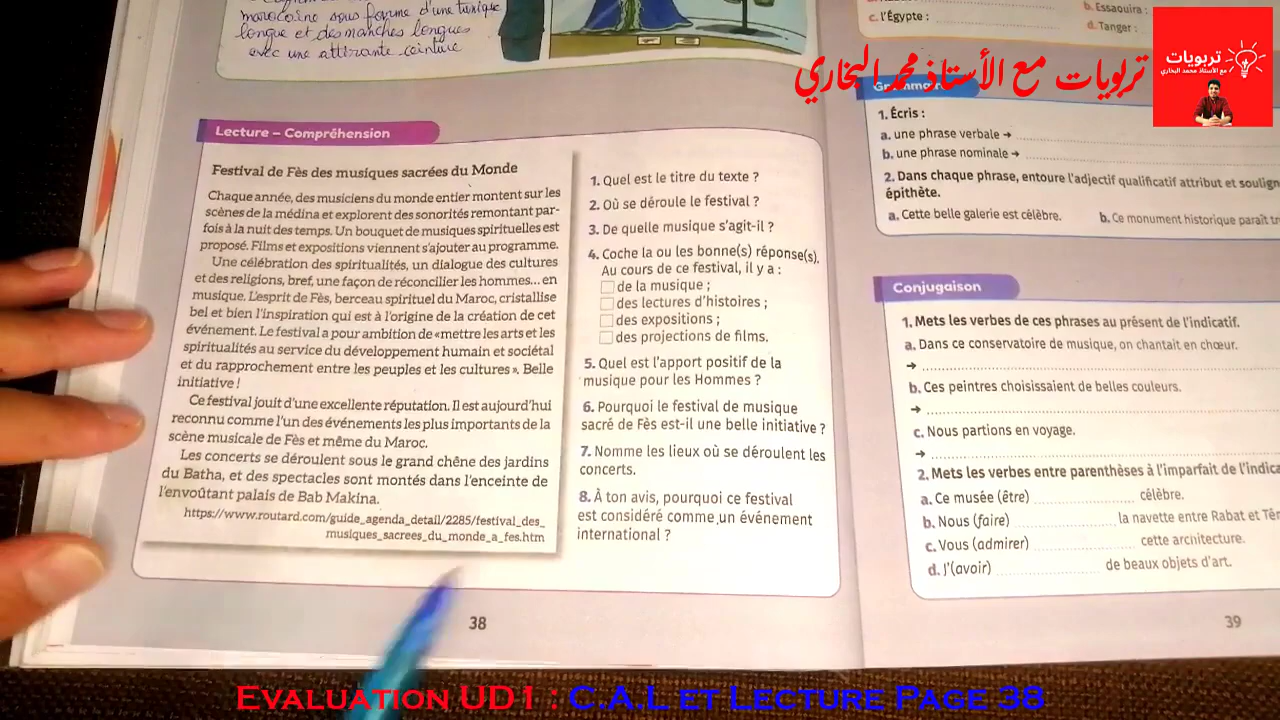 marocaine sous forme d'une tunique
longue et des manches longues
avec une attirante ceinture
Lecture – Compréhension
Festival de Fès des musiques sacrées du Monde
Chaque année, des musiciens du monde entier montent sur les
scènes de la médina et explorent des sonorités remontant par-
fois à la nuit des temps. Un bouquet de musiques spirituelles est
proposé. Films et expositions viennent s'ajouter au programme.
Une célébration des spiritualités, un dialogue des cultures
et des religions, bref, une façon de réconcilier les hommes... en
musique. L'esprit de Fès, berceau spirituel du Maroc, cristallise
bel et bien l'inspiration qui est à l'origine de la création de cet
événement. Le festival a pour ambition de «mettre les arts et les
spiritualités au service du développement humain et sociétal
et du rapprochement entre les peuples et les cultures ». Belle
initiative !
Ce festival jouit d'une excellente réputation. Il est aujourd'hui
reconnu comme l'un des événements les plus importants de la
scène musicale de Fès et même du Maroc.
Les concerts se déroulent sous le grand chêne des jardins
du Batha, et des spectacles sont montés dans l'enceinte de
l'envoûtant palais de Bab Makina.
https://www.routard.com/guide_agenda_detail/2285/festival_des_
musiques_sacrees_du_monde_a_fes.htm
1. Quel est le titre du texte ?
2. Où se déroule le festival ?
3. De quelle musique s'agit-il ?
4. Coche la ou les bonne(s) réponse(s).
Au cours de ce festival, il y a :
de la musique ;
des lectures d'histoires ;
des expositions ;
des projections de films.
5. Quel est l'apport positif de la
musique pour les Hommes ?
6. Pourquoi le festival de musique
sacré de Fès est-il une belle initiative ?
7. Nomme les lieux où se déroulent les
concerts.
8. À ton avis, pourquoi ce festival
est considéré comme un événement
international ?
38
b. Essaouira :
c. l'Égypte :
d. Tanger :
تربويات مع الأستاذ محمد البخاري
تربويات
مع الأستاذ محمد البخاري
Grammaire
1. Écris :
a. une phrase verbale →
b. une phrase nominale →
2. Dans chaque phrase, entoure l'adjectif qualificatif attribut et soulign
épithète.
a. Cette belle galerie est célèbre.
b. Ce monument historique paraît tr
Conjugaison
1. Mets les verbes de ces phrases au présent de l'indicatif.
a. Dans ce conservatoire de musique, on chantait en chœur.
→
b. Ces peintres choisissaient de belles couleurs.
→
c. Nous partions en voyage.
→
2. Mets les verbes entre parenthèses à l'imparfait de l'indica
a. Ce musée (être) célèbre.
b. Nous (faire) la navette entre Rabat et Tên
c. Vous (admirer) cette architecture.
d. J'(avoir) de beaux objets d'art.
39
Evaluation UD1 : C.A.L et Lecture Page 38